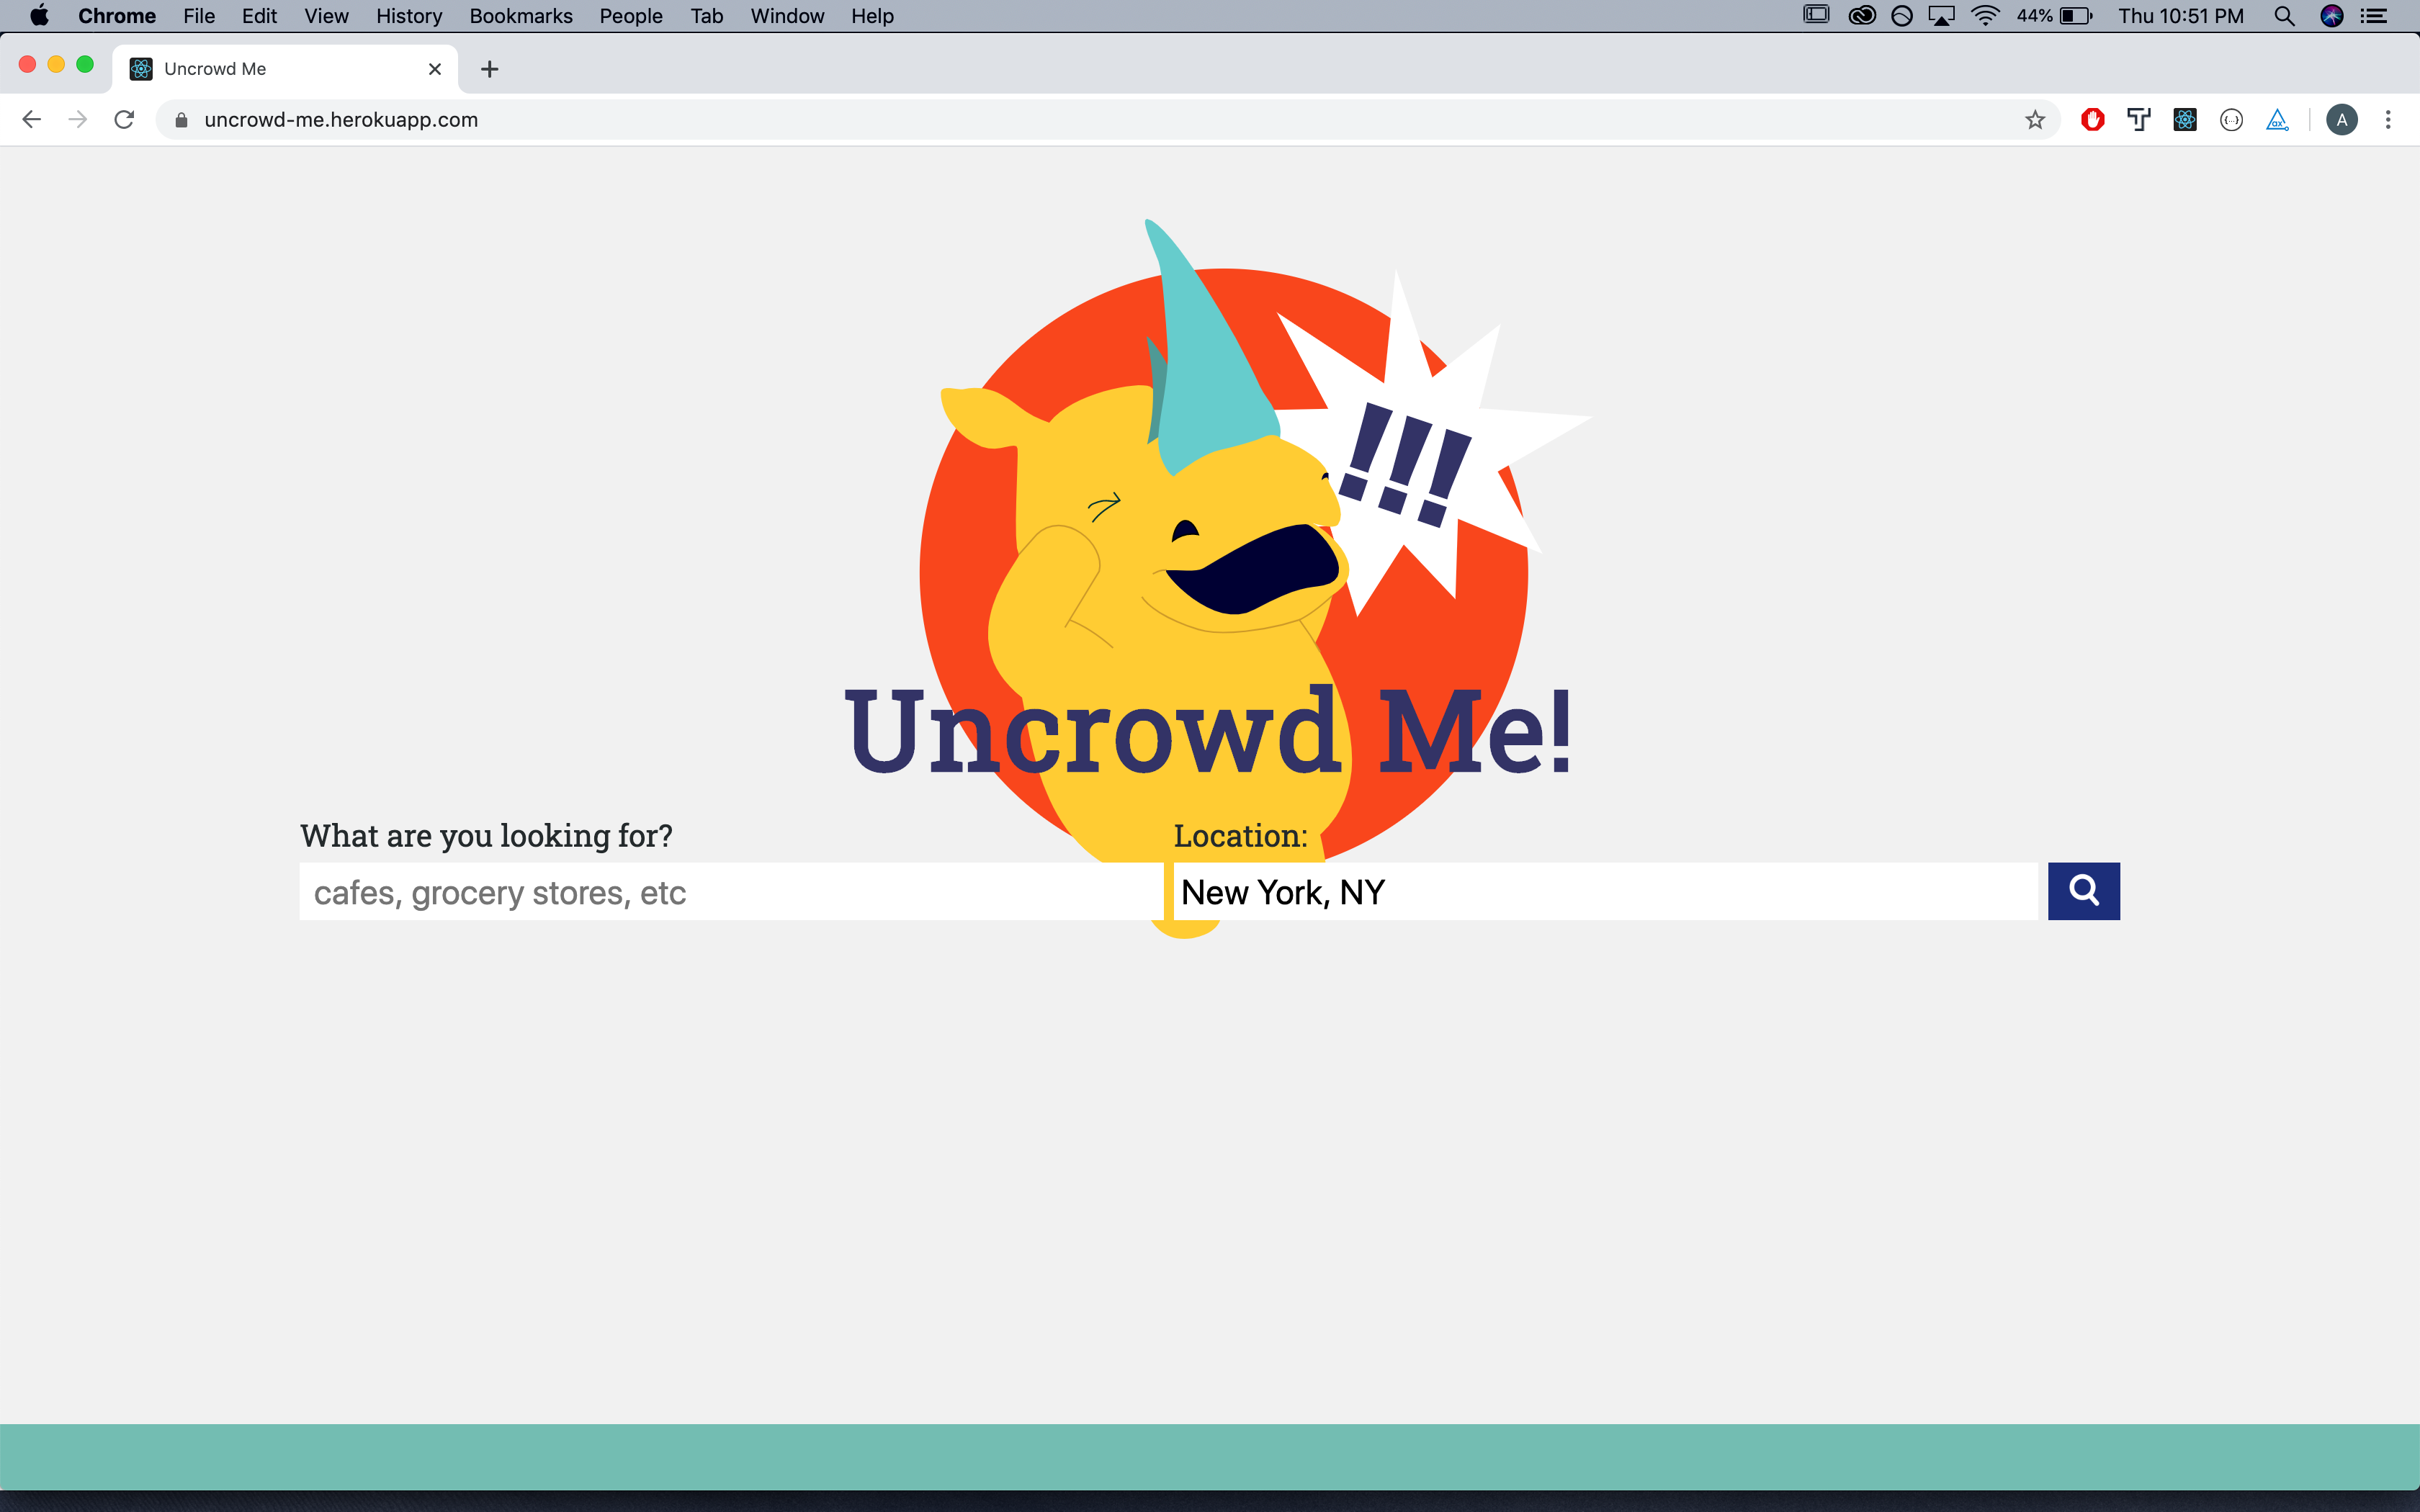 Chrome File Edit View History Bookmarks People Tab Window Help 44% Thu 10:51 PM
Uncrowd Me
uncrowd-me.herokuapp.com A
!!!
Uncrowd Me!
What are you looking for? Location:
cafes, grocery stores, etc New York, NY